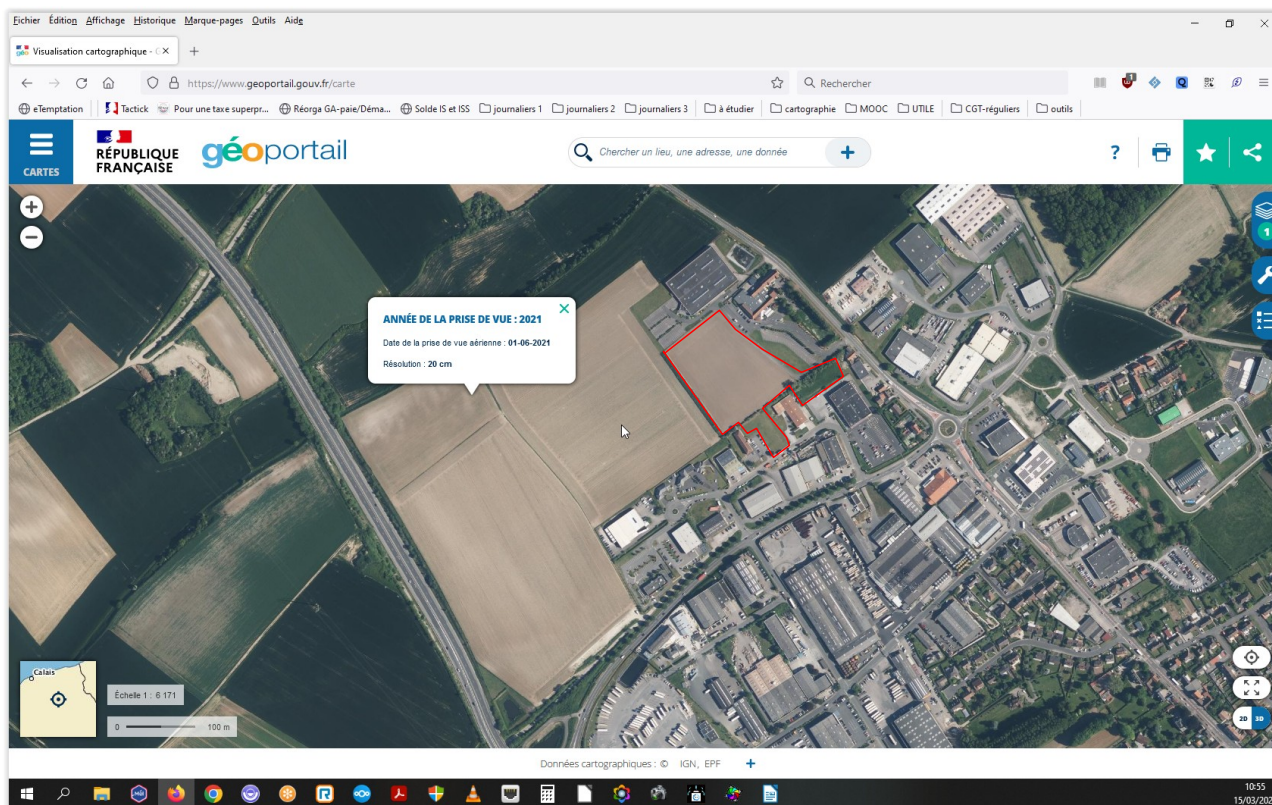 Fichier Édition Affichage Historique Marque-pages Outils Aide
Visualisation cartographique -
https://www.geoportail.gouv.fr/carte
Rechercher
eTemptation Tactick Pour une taxe superpr... Réorga GA-paie/Déma... Solde IS et ISS journaliers 1 journaliers 2 journaliers 3 à étudier cartographie MOOC UTILE CGT-réguliers outils
CARTES
RÉPUBLIQUE
FRANÇAISE
géoportail
Chercher un lieu, une adresse, une donnée
?
1
ANNÉE DE LA PRISE DE VUE : 2021
Date de la prise de vue aérienne : 01-06-2021
Résolution : 20 cm
Calais
Échelle 1 : 6 171
0 100 m
2D 3D
Données cartographiques : © IGN, EPF +
10:55